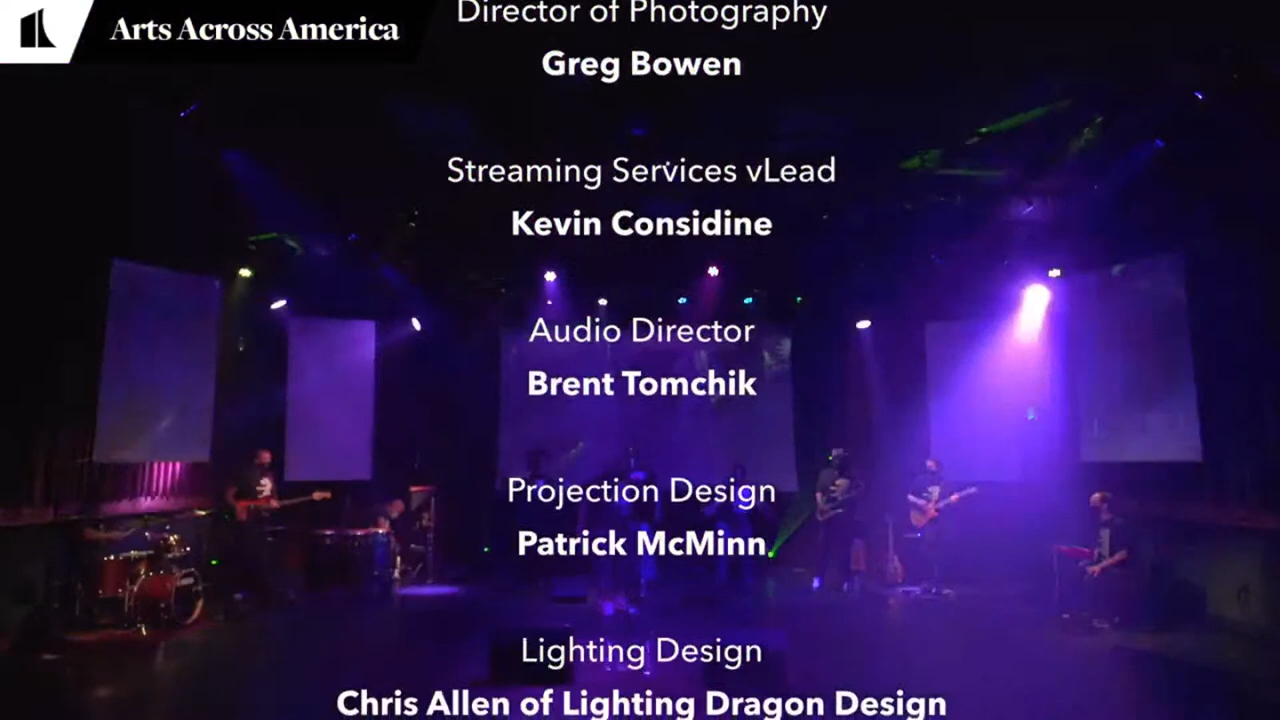 Arts Across America
Director of Photography
Greg Bowen
Streaming Services vLead
Kevin Considine
Audio Director
Brent Tomchik
Projection Design
Patrick McMinn
Lighting Design
Chris Allen of Lighting Dragon Design